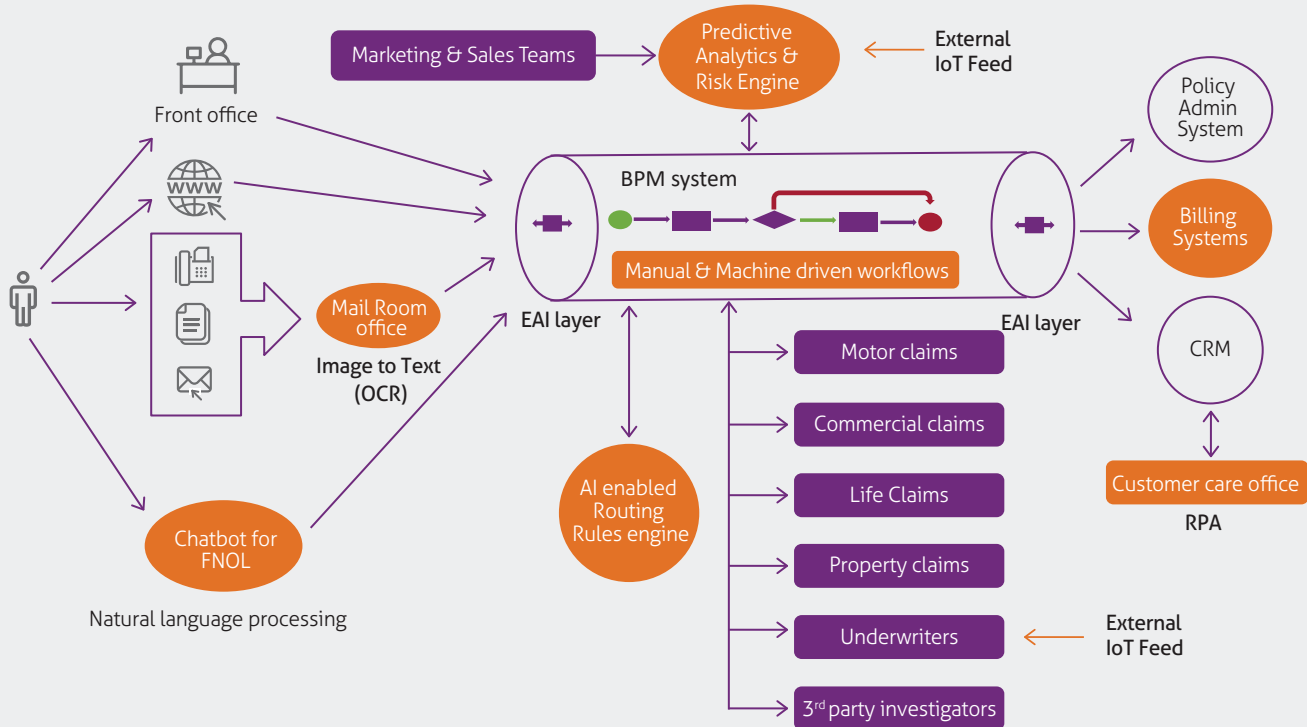 Marketing & Sales Teams
Predictive
Analytics &
Risk Engine
External
IoT Feed
Front office
WWW
Policy
Admin
System
BPM system
Billing
Systems
Manual & Machine driven workflows
Mail Room
office
EAI layer
EAI layer
Image to Text
(OCR)
Motor claims
CRM
Commercial claims
AI enabled
Routing
Rules engine
Life Claims
Customer care office
RPA
Chatbot for
FNOL
Property claims
Natural language processing
Underwriters
External
IoT Feed
3rd party investigators